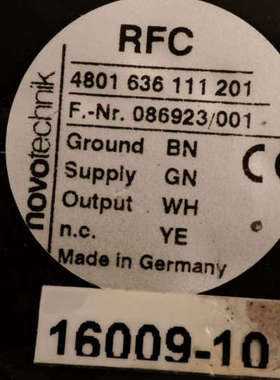 RFC
4801 636 111 201
F.-Nr. 086923/001
Ground BN
Supply GN
Output WH
n.c. YE
Made in Germany
novotechnik
CE
16009-10